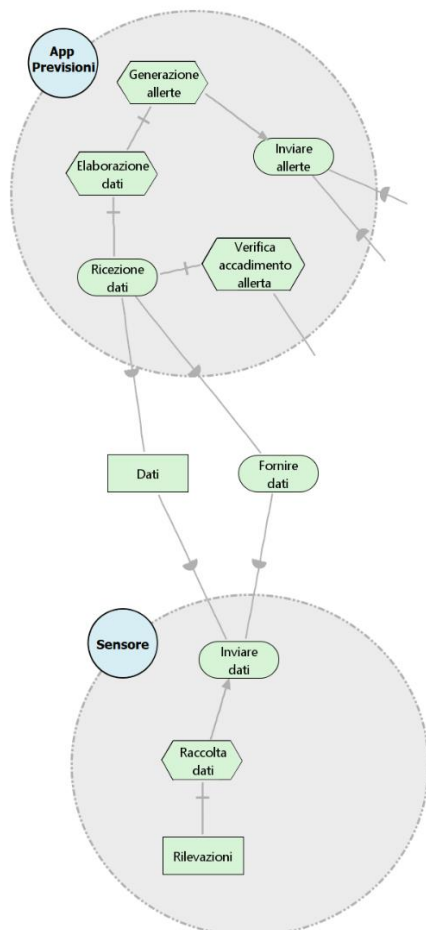 App
Previsioni
Generazione
allerte
Inviare
allerte
Elaborazione
dati
Verifica
accadimento
allerta
Ricezione
dati
Dati
Fornire
dati
Sensore
Inviare
dati
Raccolta
dati
Rilevazioni